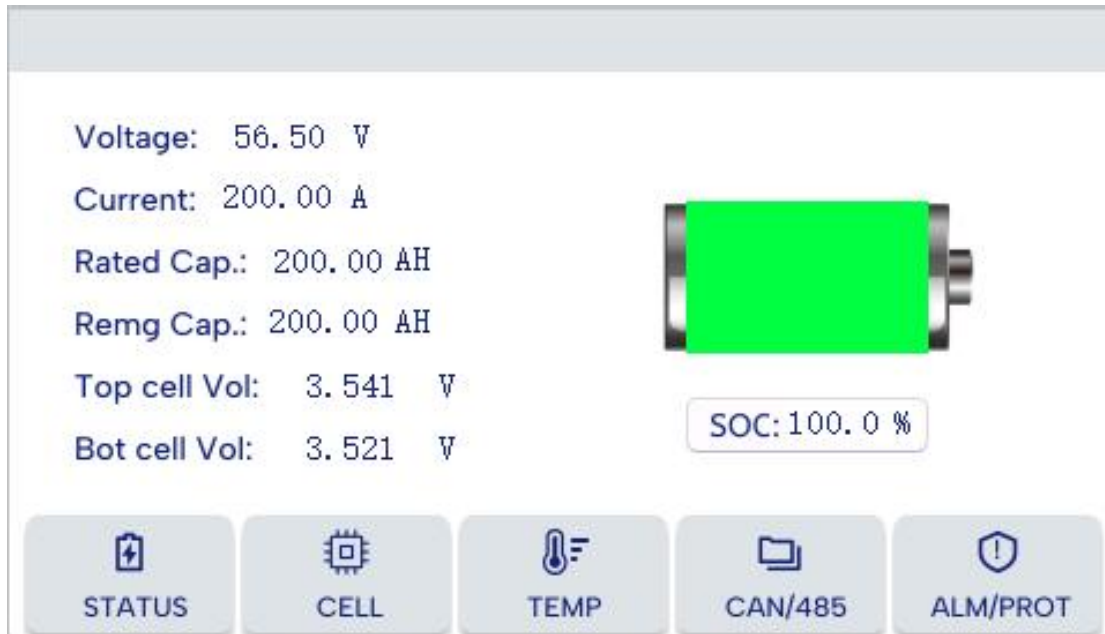 Voltage: 56.50 V
Current: 200.00 A
Rated Cap.: 200.00 AH
Remg Cap.: 200.00 AH
Top cell Vol: 3.541 V
Bot cell Vol: 3.521 V
SOC: 100.0 %
STATUS
CELL
TEMP
CAN/485
ALM/PROT